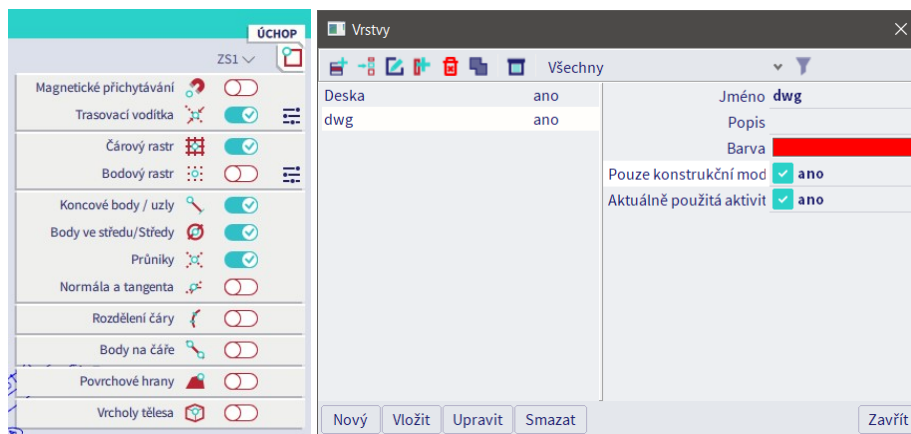 ÚCHOP
ZS1
Magnetické přichytávání
Trasovací vodítka
Čárový rastr
Bodový rastr
Koncové body / uzly
Body ve středu/Středy
Průniky
Normála a tangenta
Rozdělení čáry
Body na čáře
Povrchové hrany
Vrcholy tělesa
Vrstvy
Všechny
Deska ano
dwg ano
Jméno dwg
Popis
Barva
Pouze konstrukční mod ano
Aktuálně použitá aktivit ano
Nový Vložit Upravit Smazat Zavřít